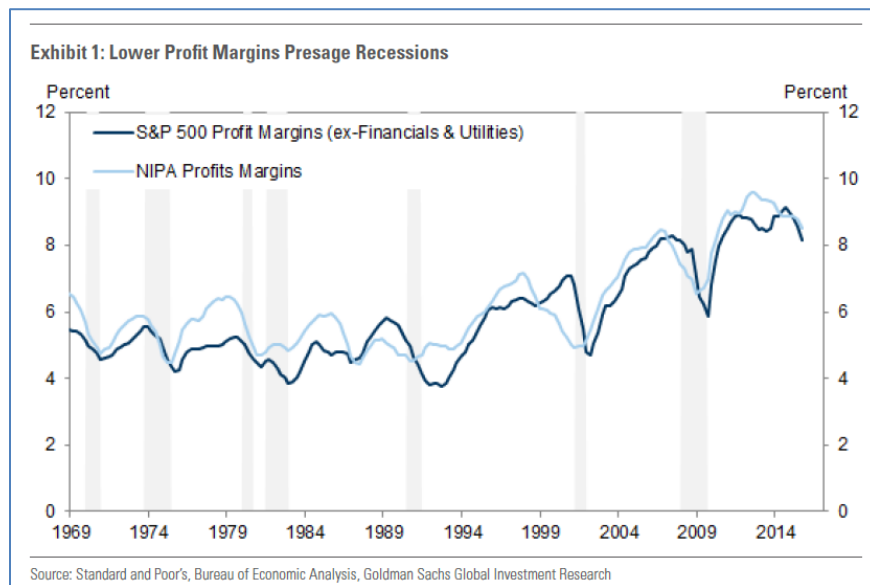 Exhibit 1: Lower Profit Margins Presage Recessions
Percent Percent
12 12
S&P 500 Profit Margins (ex-Financials & Utilities)
NIPA Profits Margins
10 10
8 8
6 6
4 4
2 2
0 0
1969 1974 1979 1984 1989 1994 1999 2004 2009 2014
Source: Standard and Poor's, Bureau of Economic Analysis, Goldman Sachs Global Investment Research